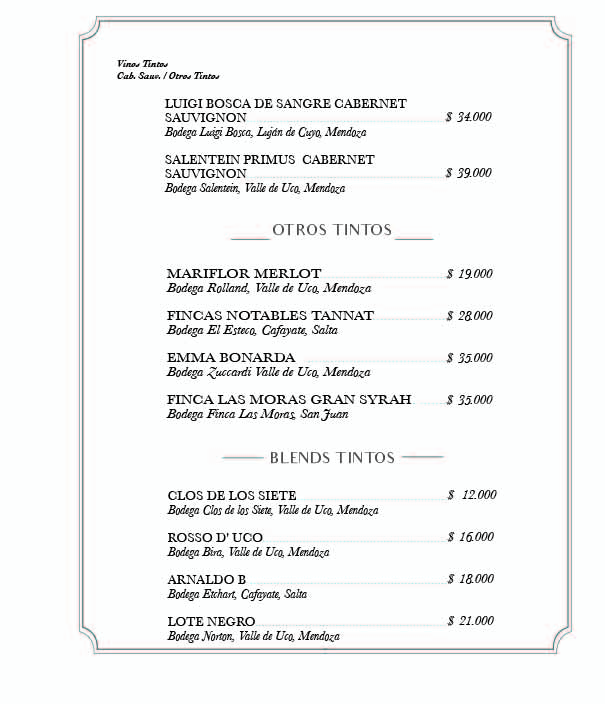 Vinos Tintos
Cab. Sauv. / Otros Tintos
LUIGI BOSCA DE SANGRE CABERNET
SAUVIGNON $ 34.000
Bodega Luigi Bosca, Luján de Cuyo, Mendoza
SALENTEIN PRIMUS CABERNET
SAUVIGNON $ 39.000
Bodega Salentein, Valle de Uco, Mendoza
OTROS TINTOS
MARIFLOR MERLOT $ 19.000
Bodega Rolland, Valle de Uco, Mendoza
FINCAS NOTABLES TANNAT $ 28.000
Bodega El Esteco, Cafayate, Salta
EMMA BONARDA $ 35.000
Bodega Zuccardi Valle de Uco, Mendoza
FINCA LAS MORAS GRAN SYRAH $ 35.000
Bodega Finca Las Moras, San Juan
BLENDS TINTOS
CLOS DE LOS SIETE $ 12.000
Bodega Clos de los Siete, Valle de Uco, Mendoza
ROSSO D' UCO $ 16.000
Bodega Bira, Valle de Uco, Mendoza
ARNALDO B $ 18.000
Bodega Etchart, Cafayate, Salta
LOTE NEGRO $ 21.000
Bodega Norton, Valle de Uco, Mendoza